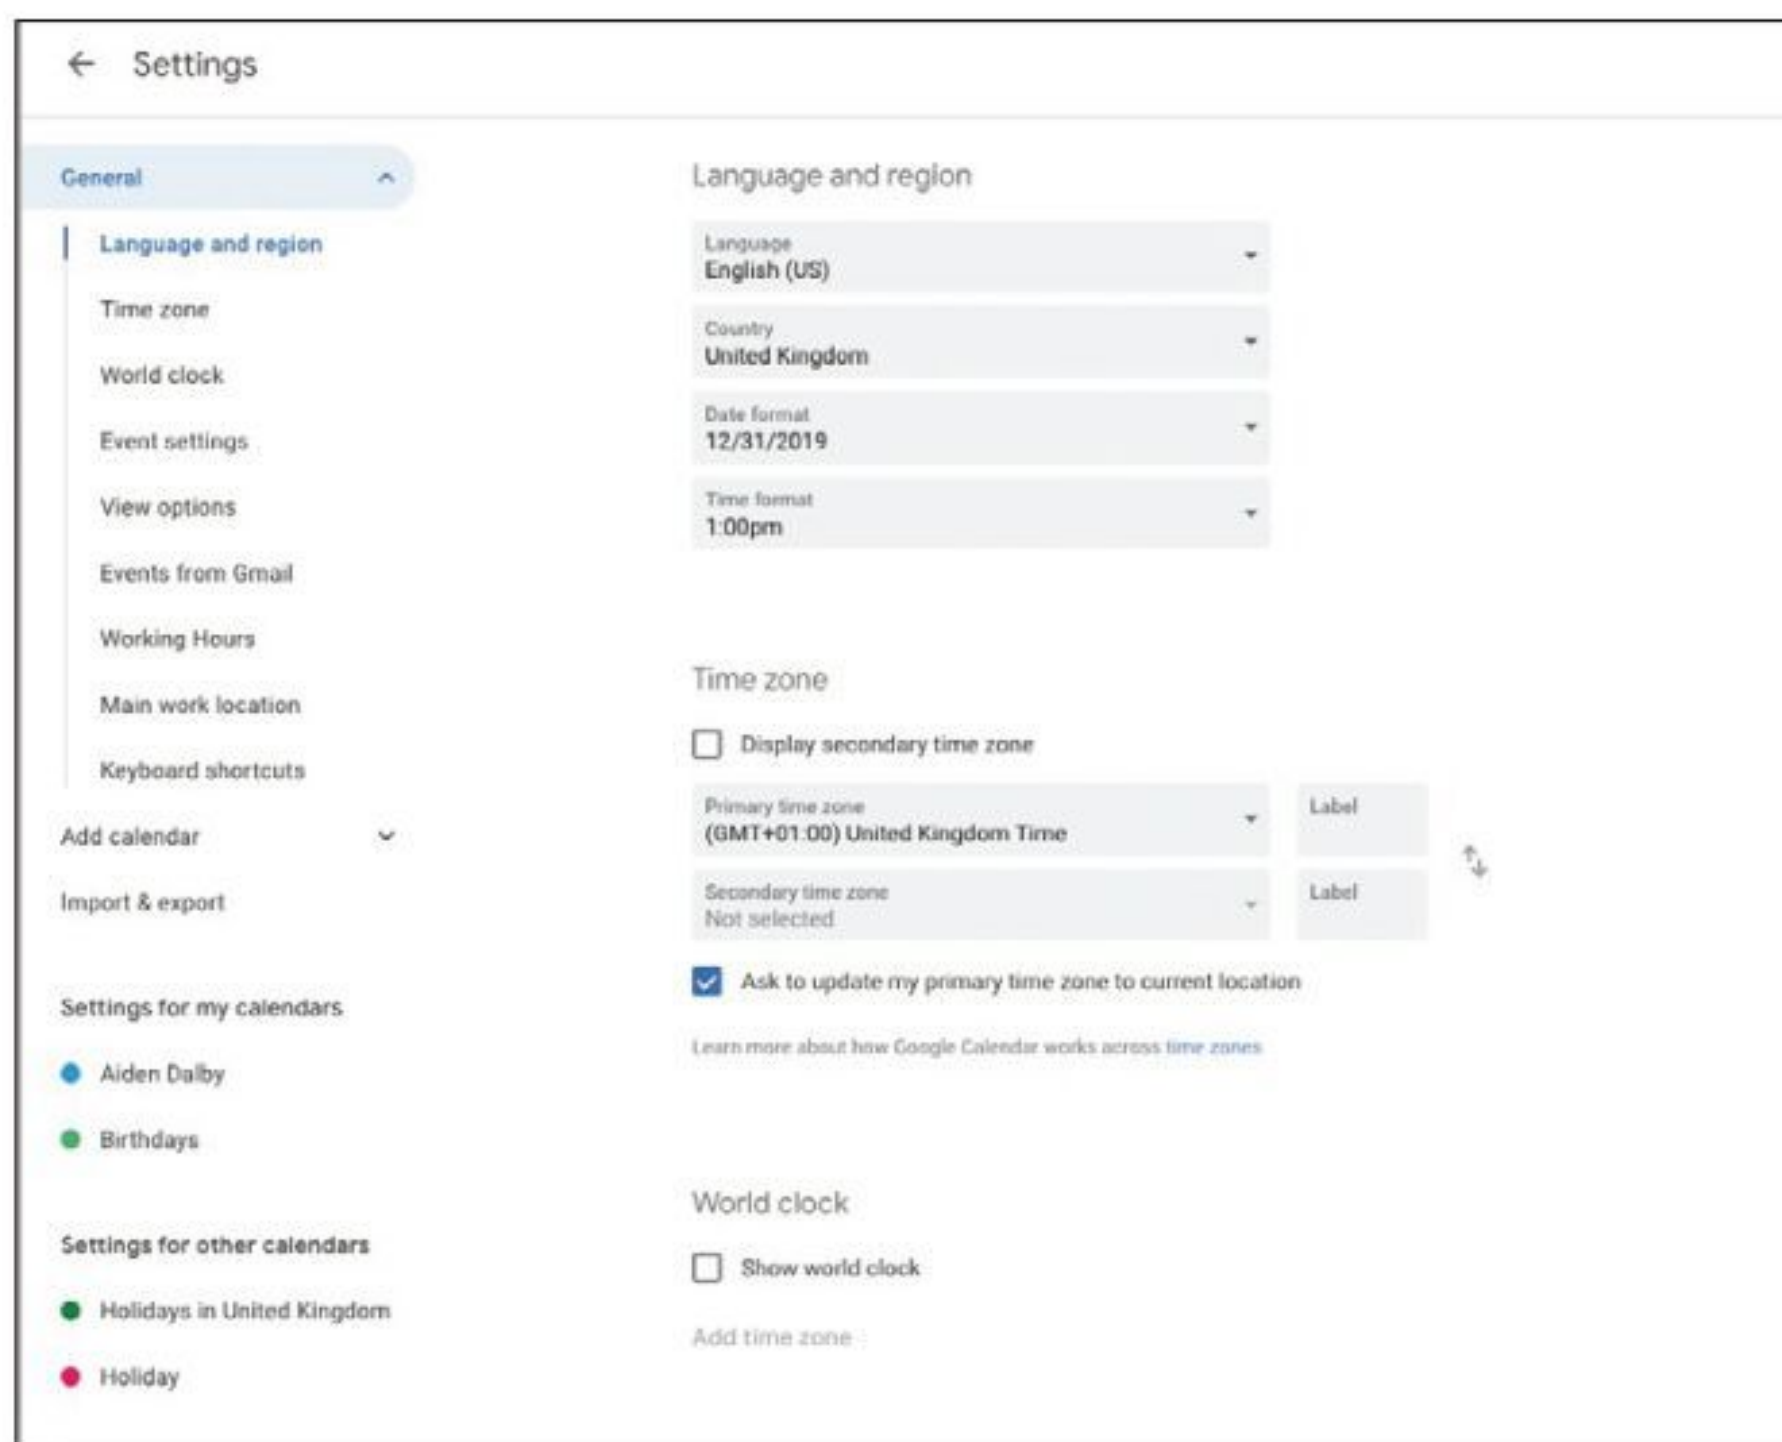 Settings
General
Language and region
Time zone
World clock
Event settings
View options
Events from Gmail
Working Hours
Main work location
Keyboard shortcuts
Add calendar
Import & export
Settings for my calendars
Aiden Dalby
Birthdays
Settings for other calendars
Holidays in United Kingdom
Holiday
Language and region
Language
English (US)
Country
United Kingdom
Date format
12/31/2019
Time format
1:00pm
Time zone
Display secondary time zone
Primary time zone
(GMT+01:00) United Kingdom Time
Label
Secondary time zone
Not selected
Label
Ask to update my primary time zone to current location
Learn more about how Google Calendar works across time zones
World clock
Show world clock
Add time zone